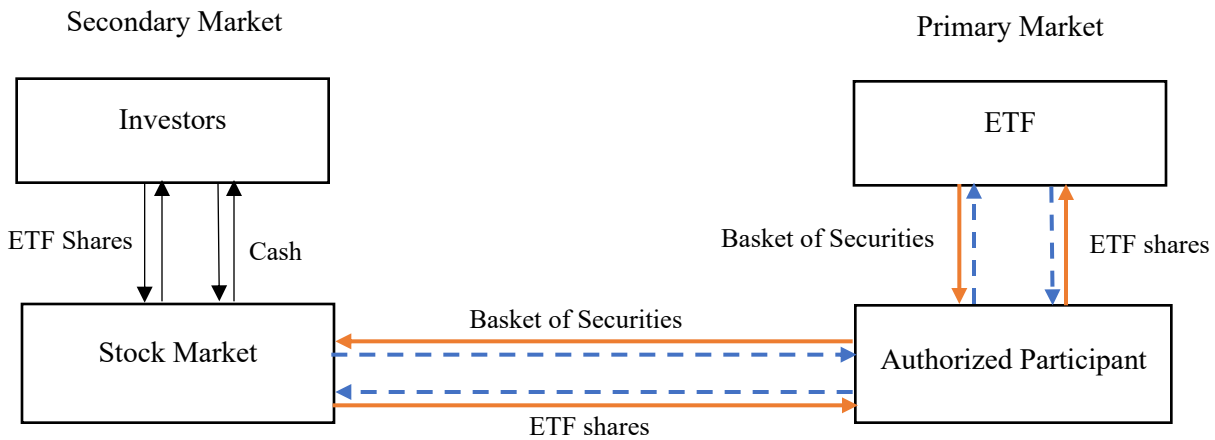 Secondary Market
Primary Market
Investors
ETF
ETF Shares
Cash
Basket of Securities
ETF shares
Basket of Securities
Stock Market
Authorized Participant
ETF shares